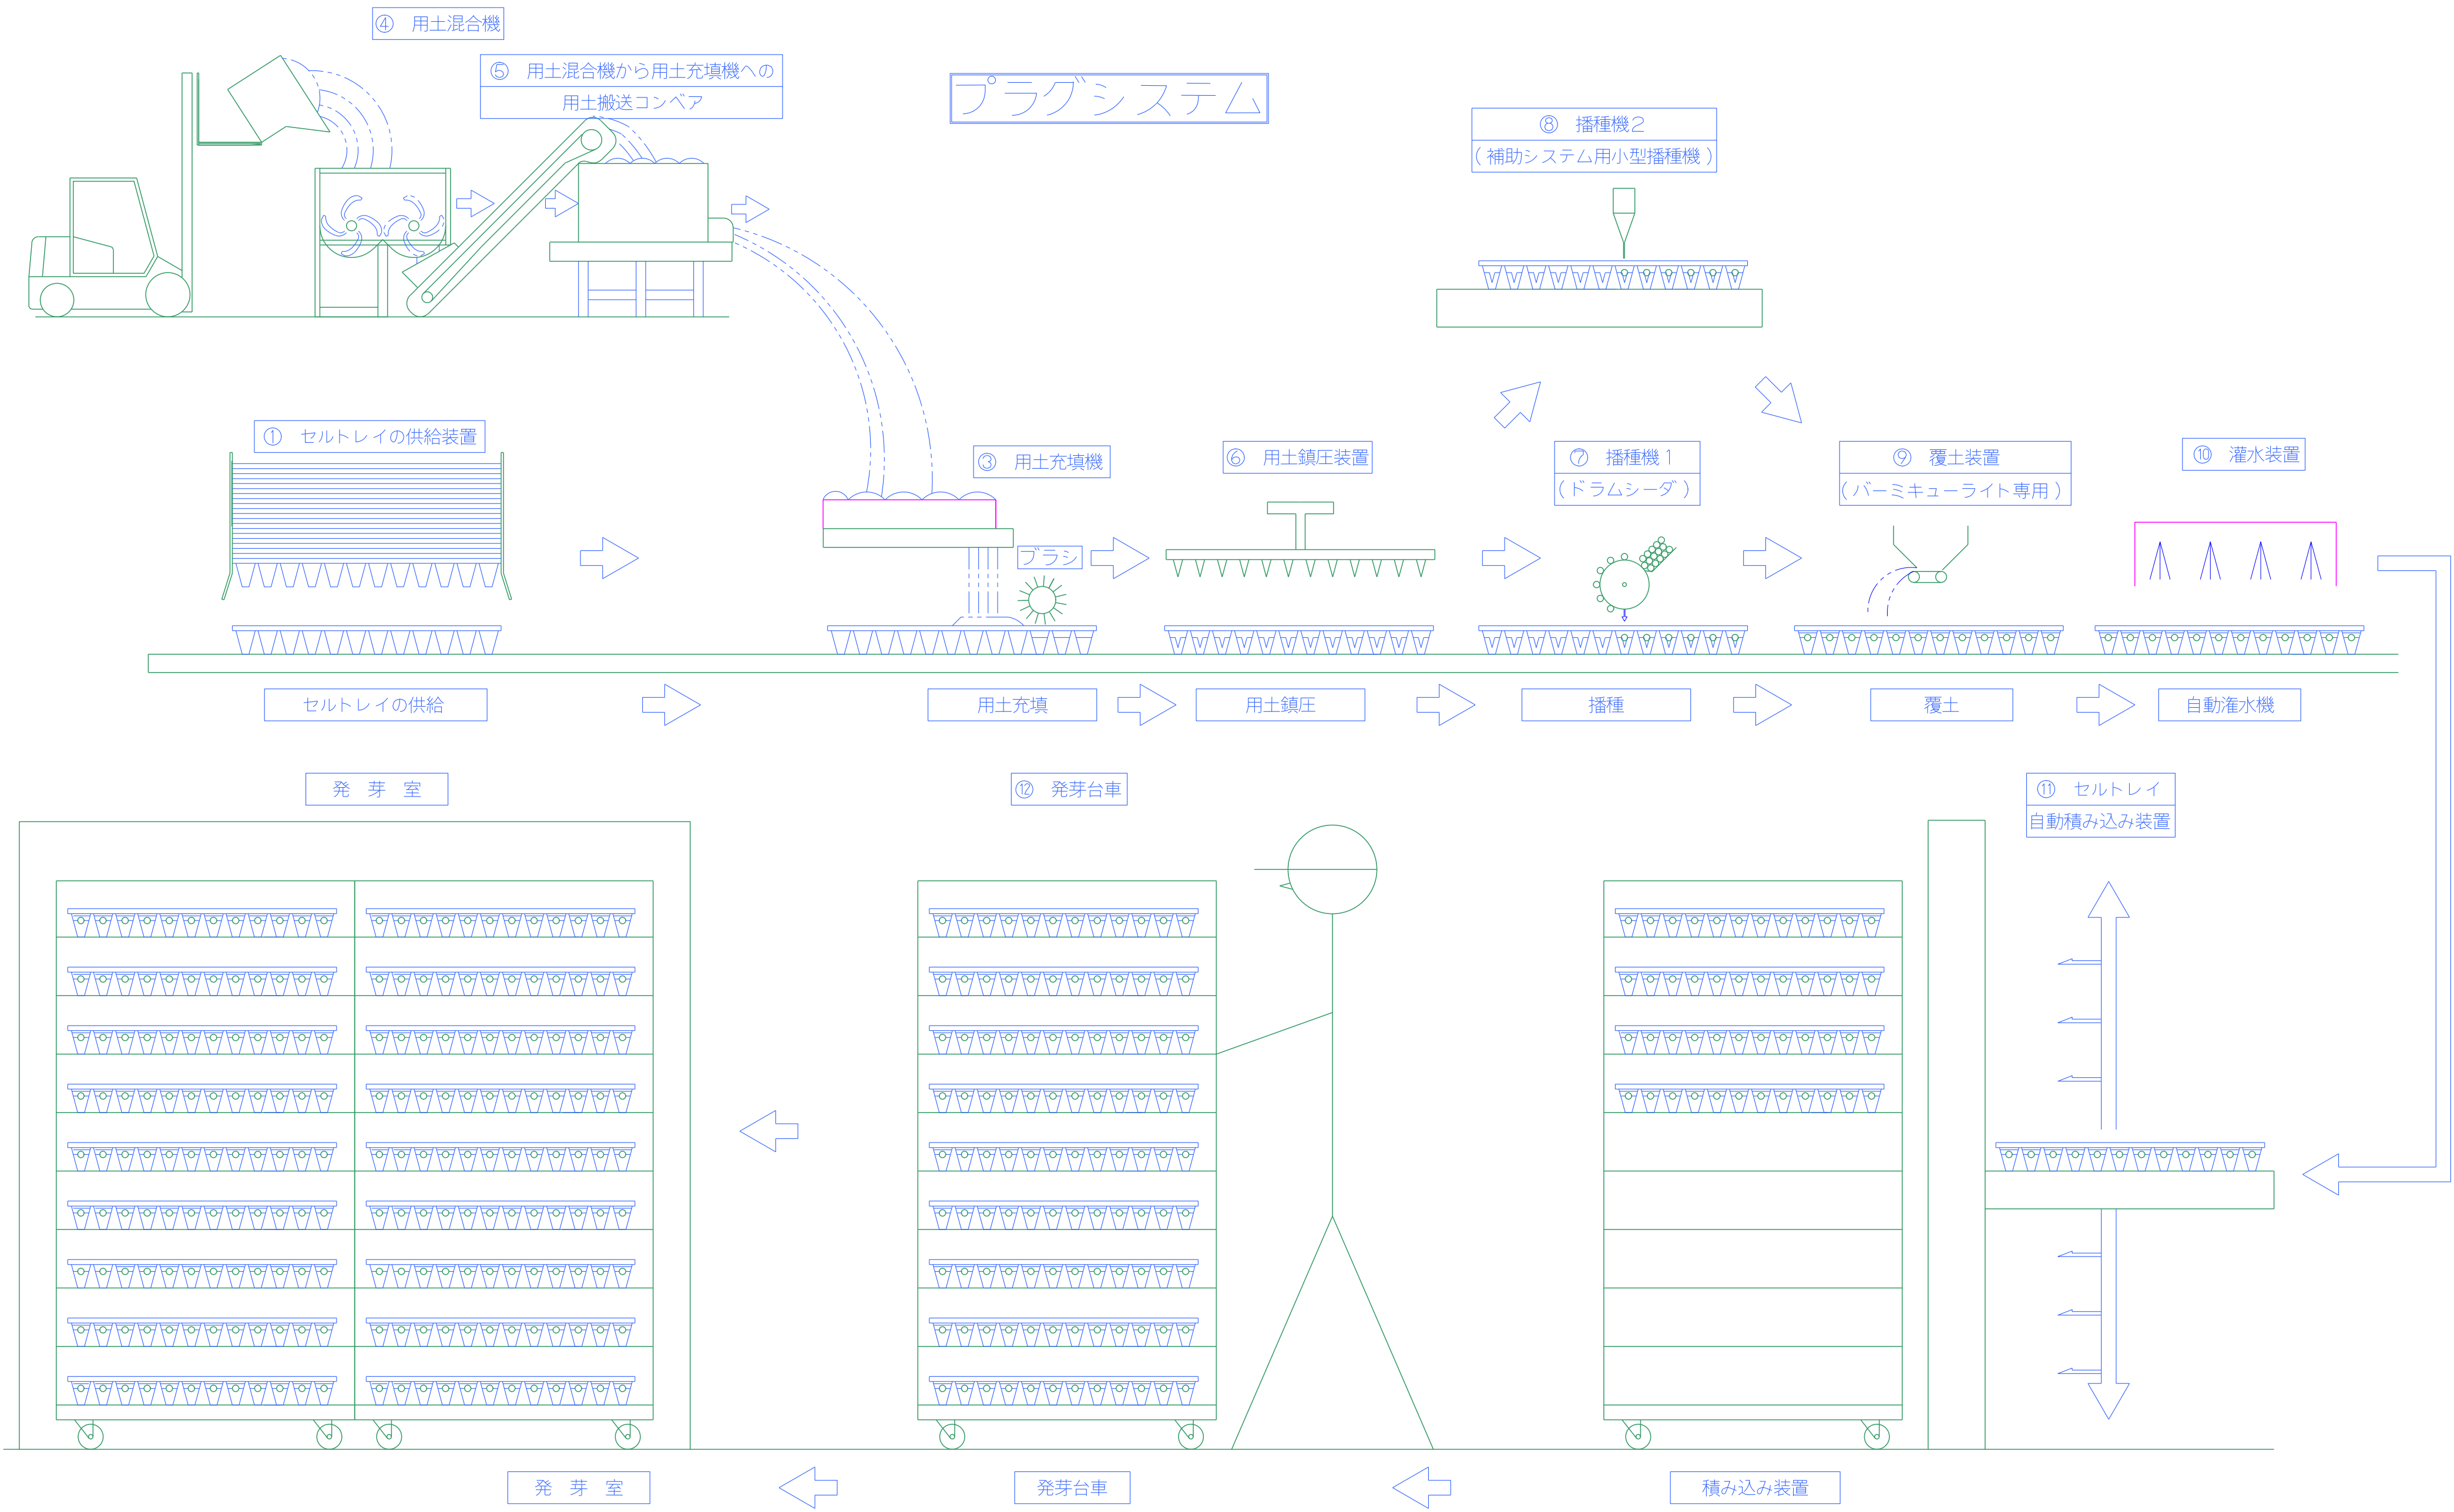 ④ 用土混合機
⑤ 用土混合機から用土充填機への
用土搬送コンベア
プラグシステム
⑧ 播種機2
(補助システム用小型播種機)
① セルトレイの供給装置
③ 用土充填機
ブラシ
⑥ 用土鎮圧装置
⑦ 播種機1
(ドラムシーダ)
⑨ 覆土装置
(バーミキューライト専用)
⑩ 灌水装置
セルトレイの供給
用土充填
用土鎮圧
播種
覆土
自動潅水機
発 芽 室
⑫ 発芽台車
⑪ セルトレイ
自動積み込み装置
発 芽 室
発芽台車
積み込み装置